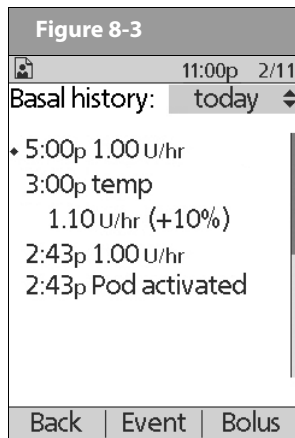 Figure 8-3
11:00p 2/11
Basal history: today
5:00p 1.00 U/hr
3:00p temp
1.10 U/hr (+10%)
2:43p 1.00 U/hr
2:43p Pod activated
Back | Event | Bolus